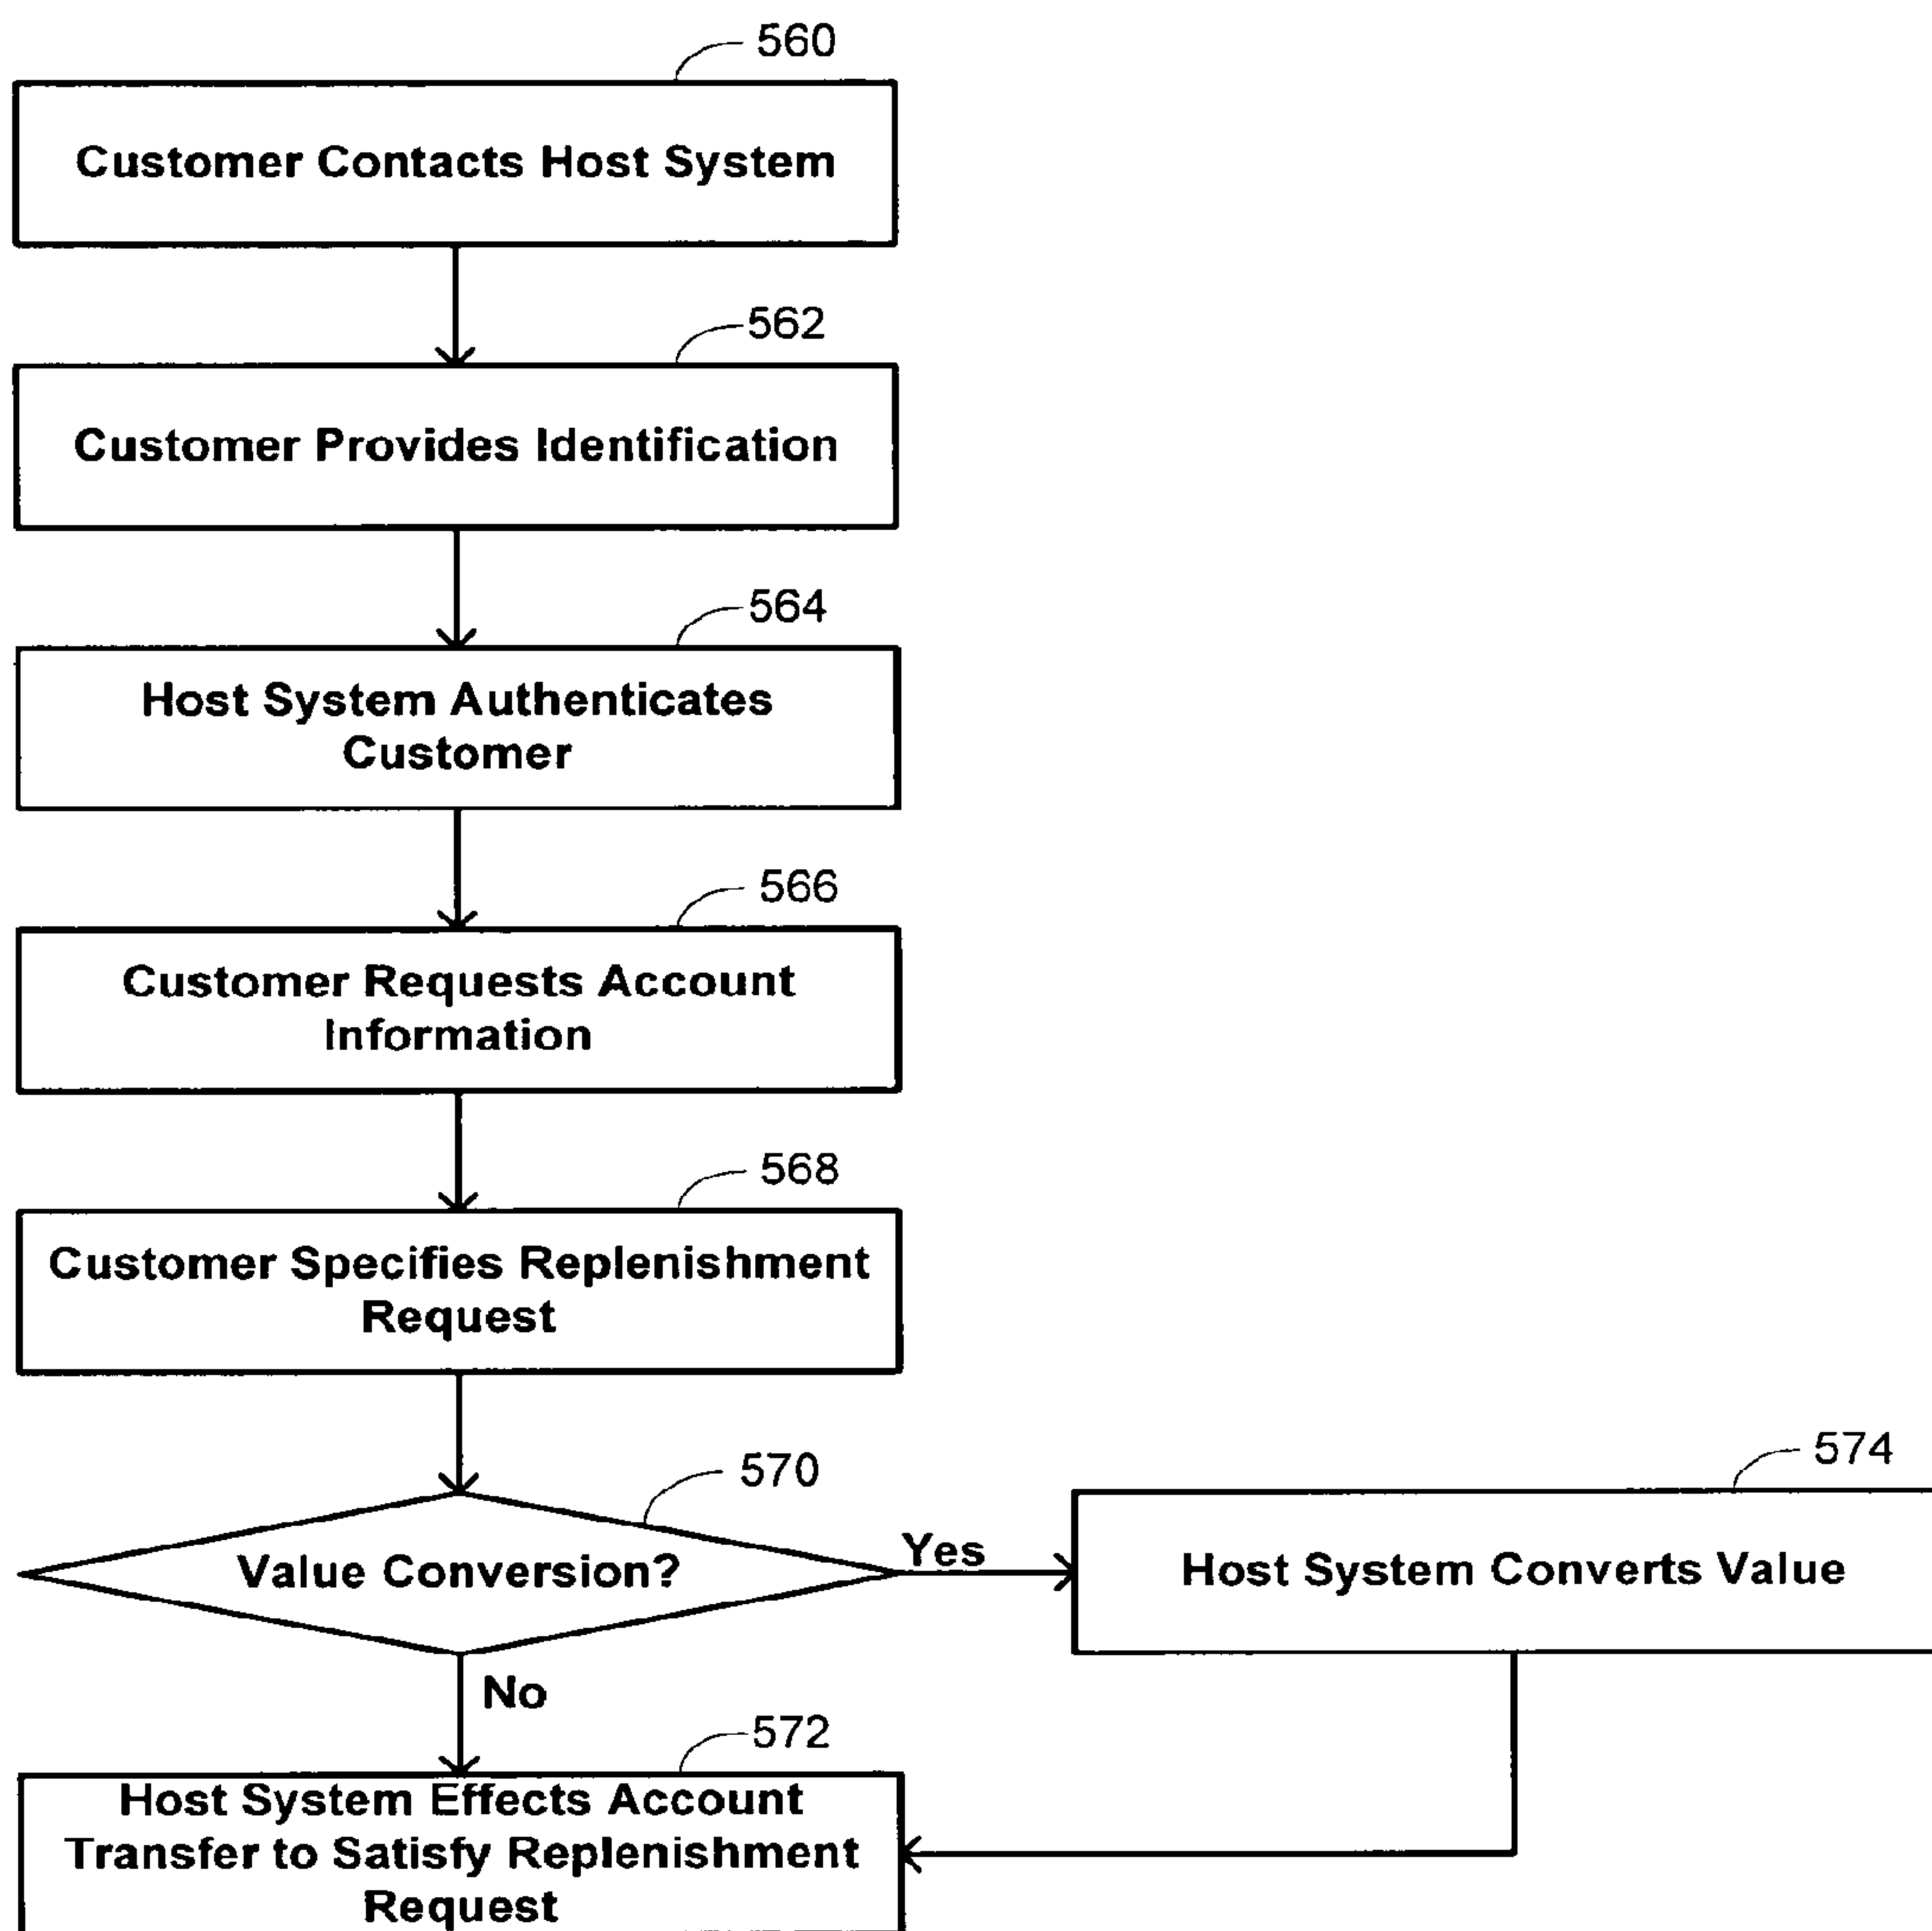 560
Customer Contacts Host System
562
Customer Provides Identification
564
Host System Authenticates
Customer
566
Customer Requests Account
Information
568
Customer Specifies Replenishment
Request
570
Value Conversion?
Yes
574
Host System Converts Value
No
572
Host System Effects Account
Transfer to Satisfy Replenishment
Request